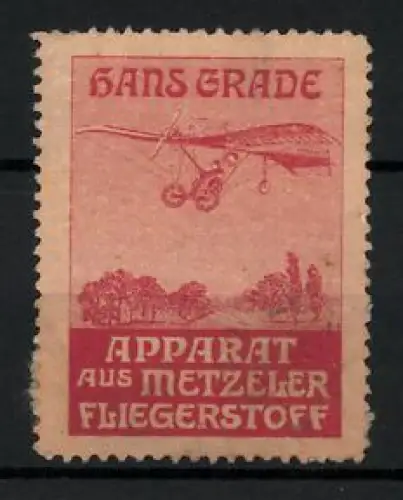 HANS GRADE
APPARAT
AUS METZELER
FLIEGERSTOFF